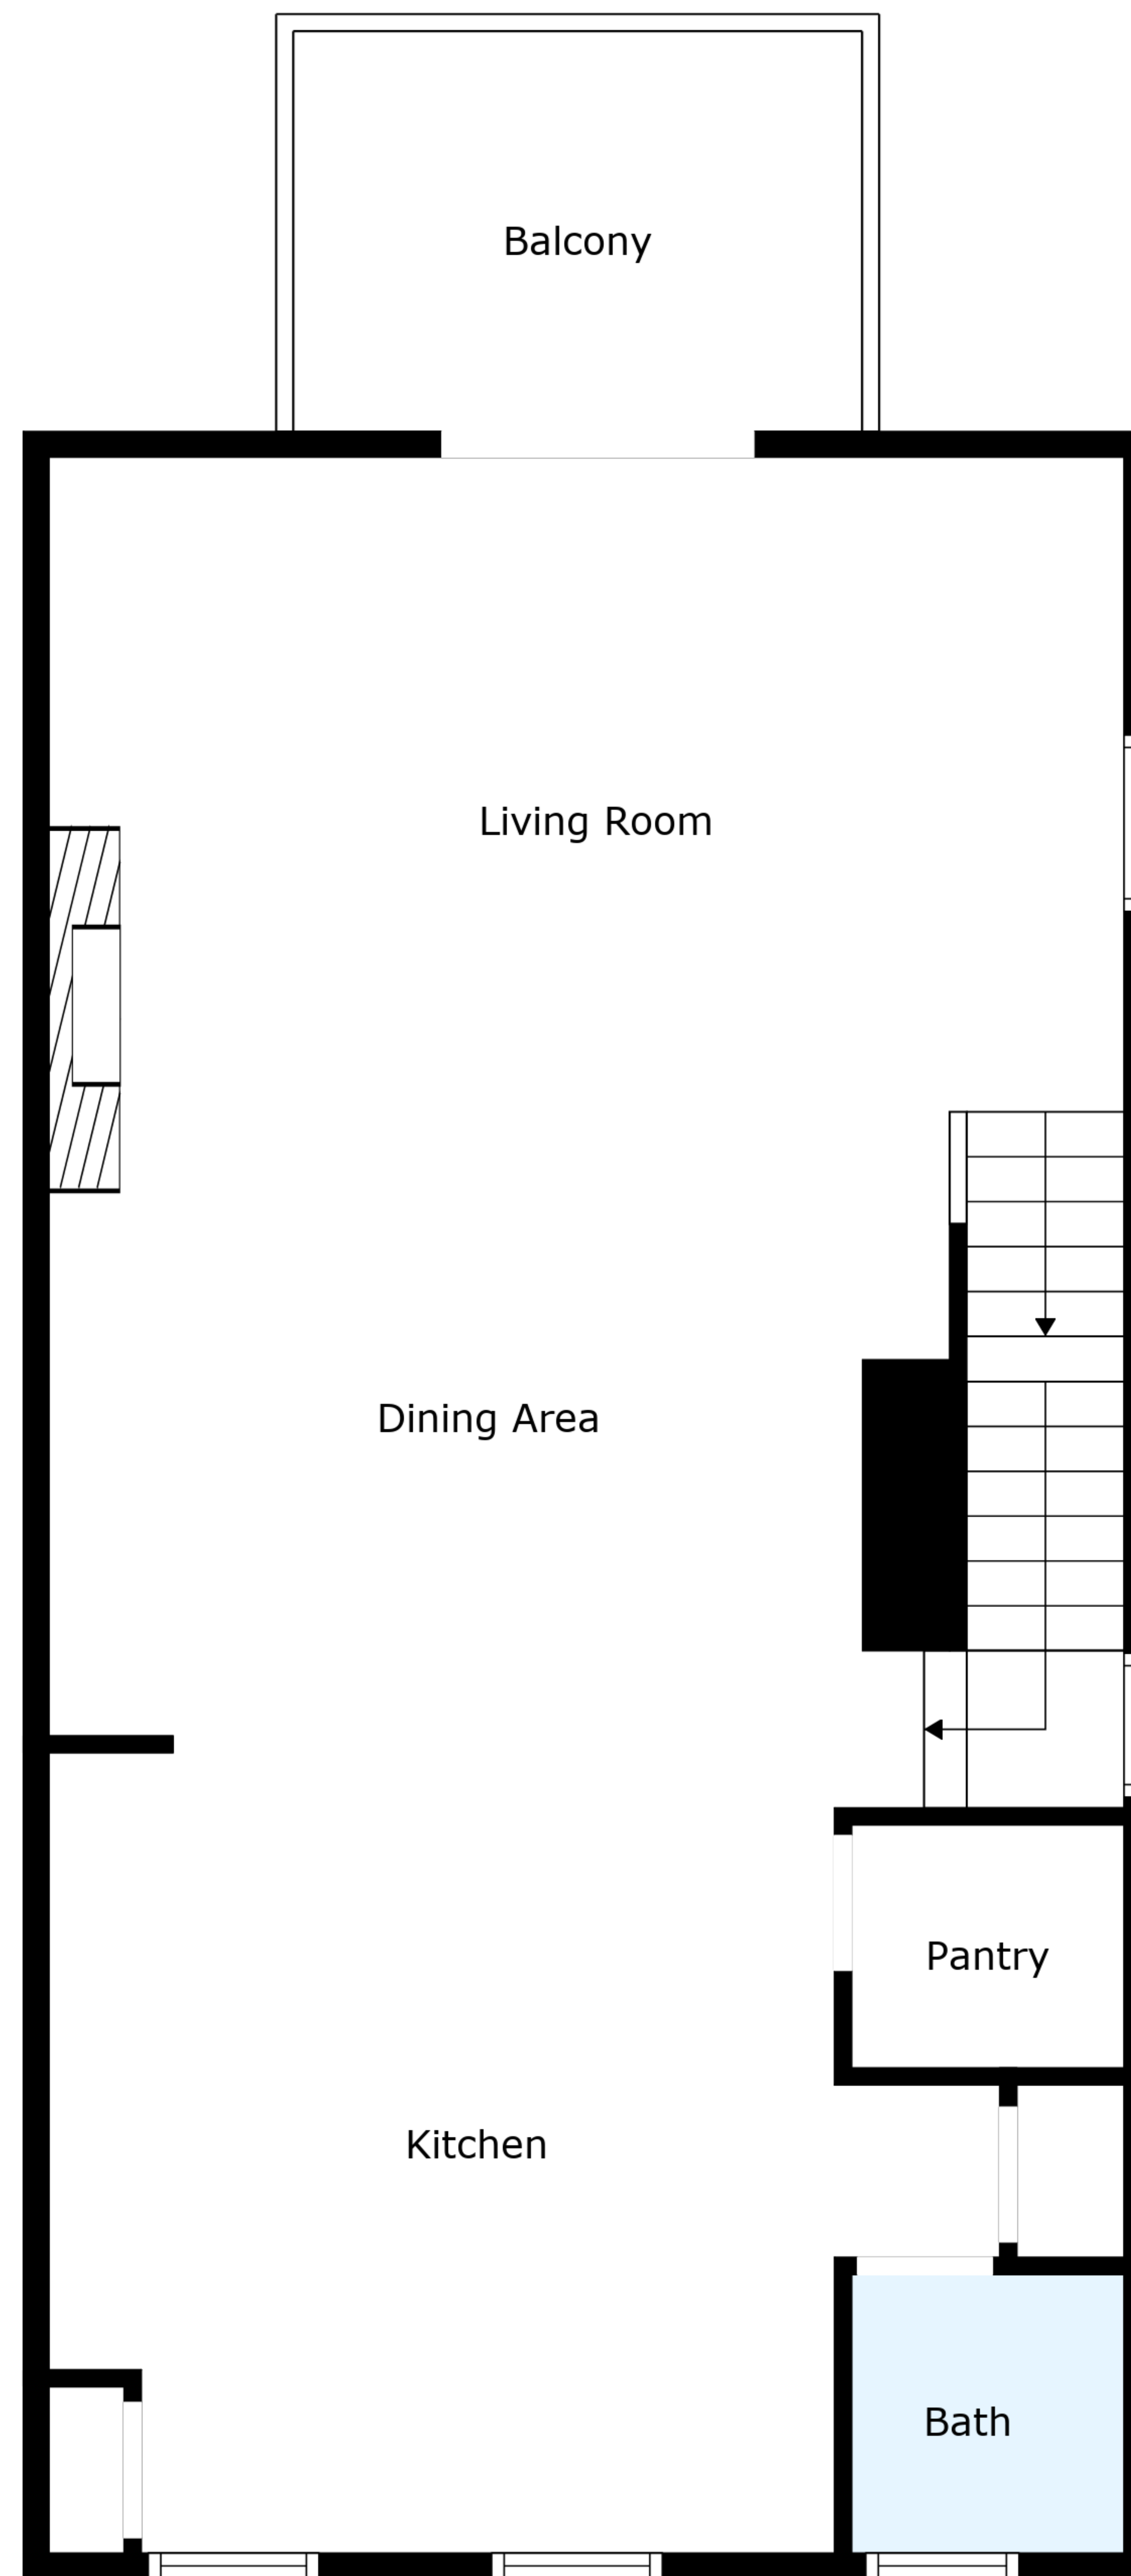 Balcony
Living Room
Dining Area
Pantry
Kitchen
Bath